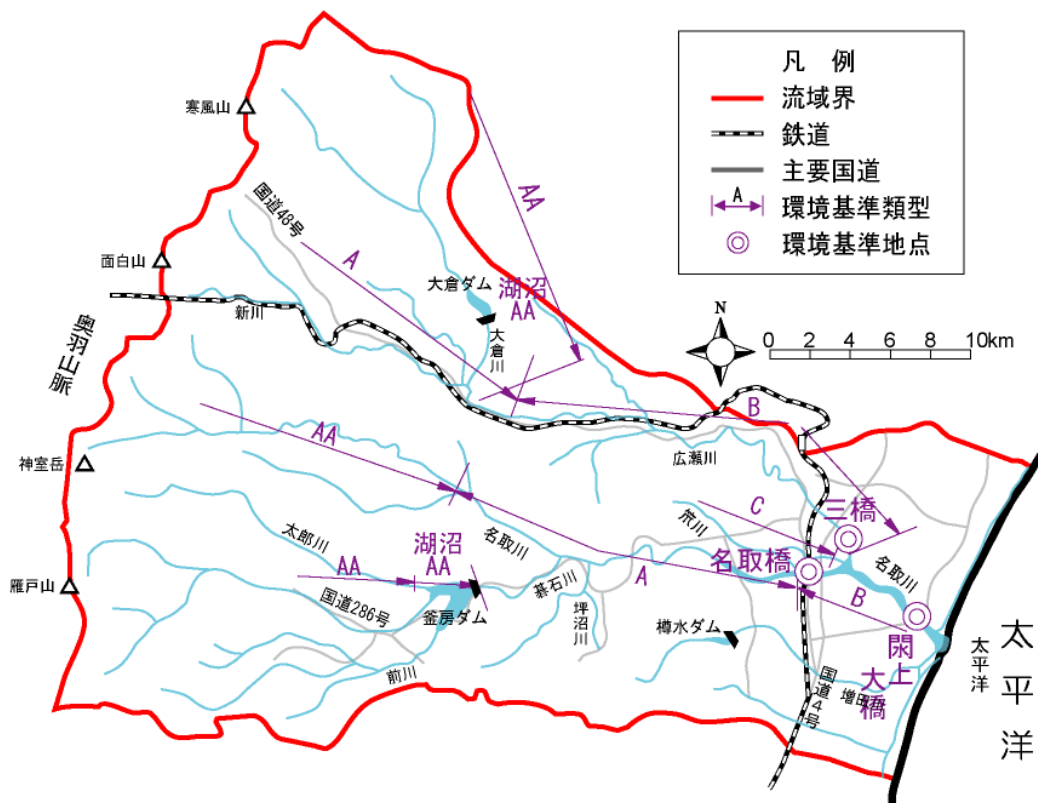 凡 例
流域界
鉄道
主要国道
A
環境基準類型
環境基準地点
寒風山
国道48号
AA
面白山
A
大倉ダム
湖沼
AA
新川
大倉川
N
0 2 4 6 8 10km
奥羽山脈
B
AA
広瀬川
神室岳
C
三橋
笊川
太郎川
湖沼
AA
名取川
名取橋
名取川
AA
A
碁石川
B
雁戸山
国道286号
釜房ダム
坪沼川
樽水ダム
閖上大橋
太平洋
太平洋
前川
国道4号
増田川